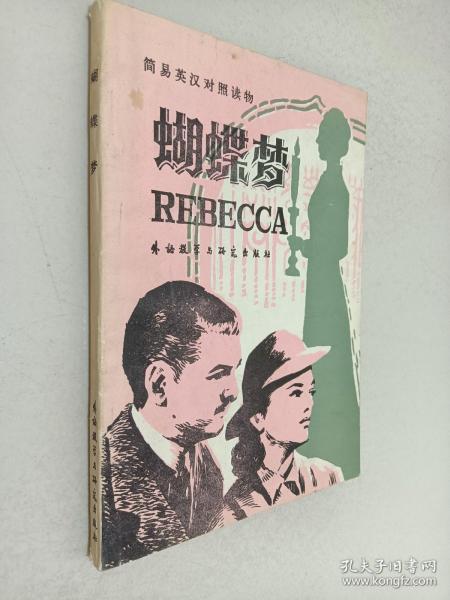 简易英汉对照读物
蝴蝶梦
REBECCA
外语教学与研究出版社
蝴蝶梦
外语教学与研究出版社
孔夫子旧书网
www.kongfz.com